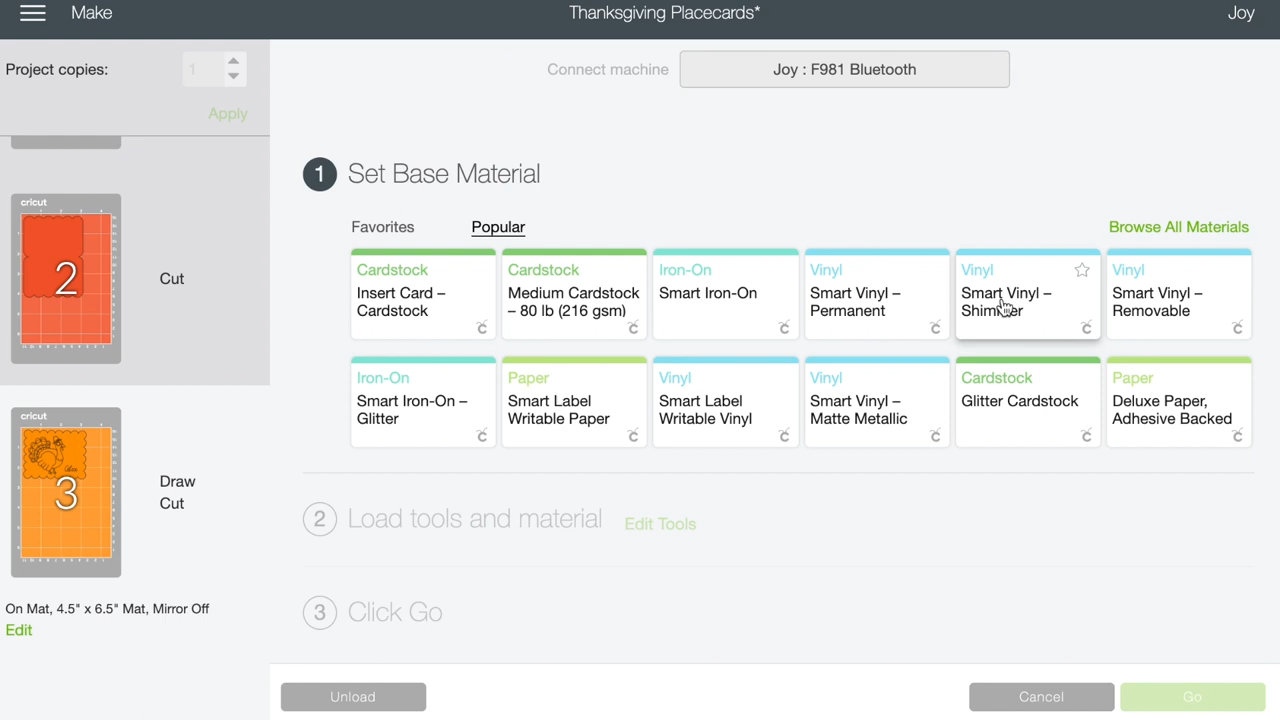 Make
Thanksgiving Placecards*
Joy
Project copies:
1
Apply
Connect machine
Joy : F981 Bluetooth
1 Set Base Material
Favorites
Popular
Browse All Materials
Cardstock
Insert Card –
Cardstock
Cardstock
Medium Cardstock
– 80 lb (216 gsm)
Iron-On
Smart Iron-On
Vinyl
Smart Vinyl –
Permanent
Vinyl
Smart Vinyl –
Shimmer
Vinyl
Smart Vinyl –
Removable
Iron-On
Smart Iron-On –
Glitter
Paper
Smart Label
Writable Paper
Vinyl
Smart Label
Writable Vinyl
Vinyl
Smart Vinyl –
Matte Metallic
Cardstock
Glitter Cardstock
Paper
Deluxe Paper,
Adhesive Backed
cricut
2
Cut
cricut
3
Draw
Cut
On Mat, 4.5" x 6.5" Mat, Mirror Off
Edit
2 Load tools and material
Edit Tools
3 Click Go
Unload
Cancel
Go